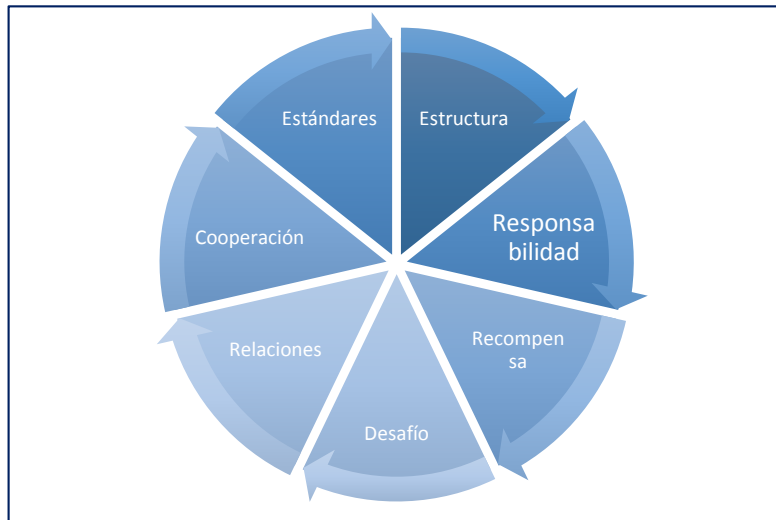 Estructura
Responsa
bilidad
Recompen
sa
Desafío
Relaciones
Cooperación
Estándares